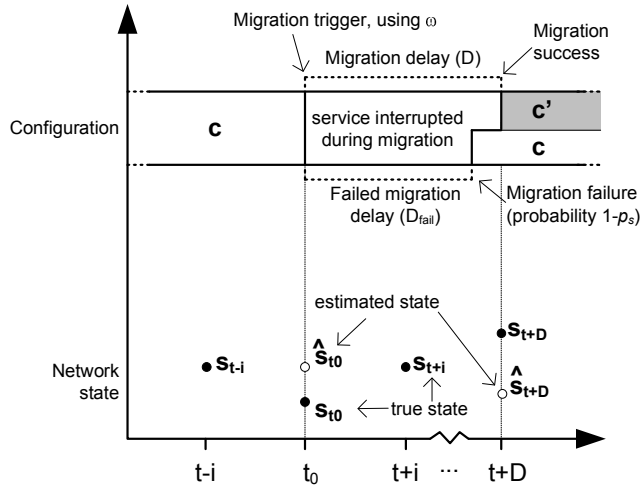 Migration trigger, using ω
Migration delay (D)
Migration
success
Configuration
c
service interrupted
during migration
c'
c
Failed migration
delay (D_fail)
Migration failure
(probability 1-p_s)
estimated state
Network
state
s_t-i
ŝ_t0
s_t0
s_t+i
true state
s_t+D
ŝ_t+D
t-i
t_0
t+i
...
t+D